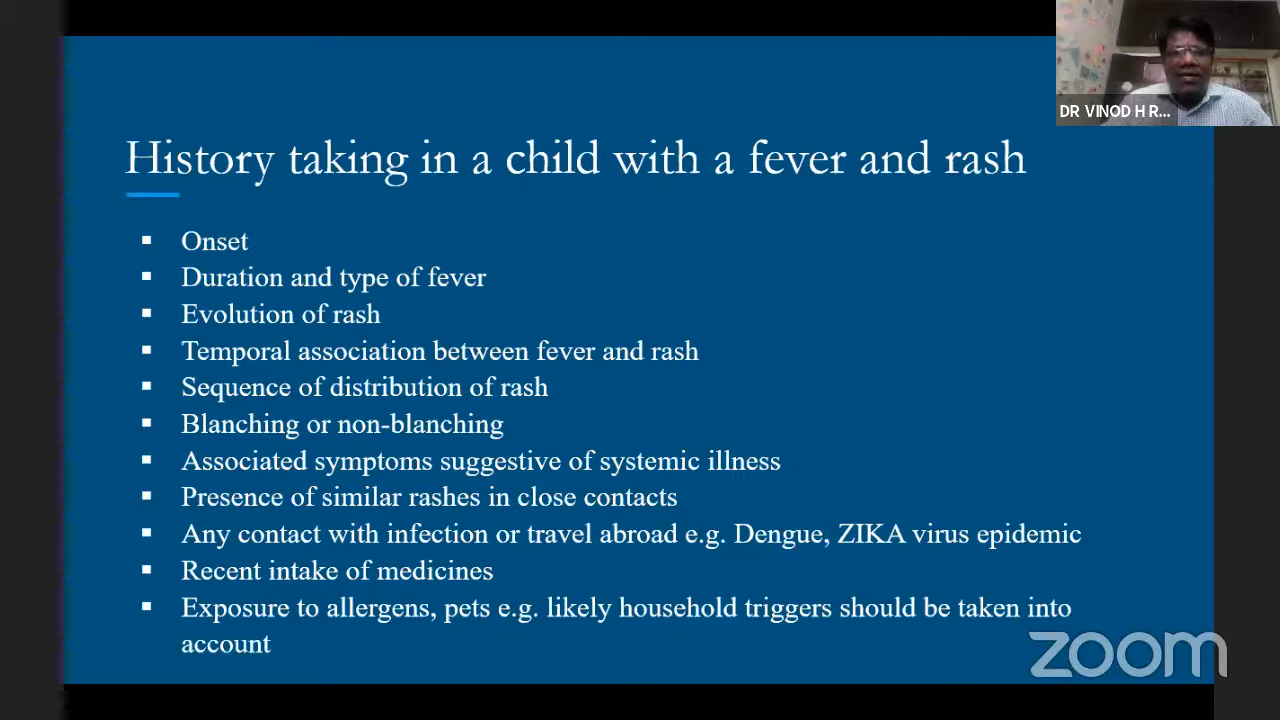 DR VINOD H R...
History taking in a child with a fever and rash
▪ Onset
▪ Duration and type of fever
▪ Evolution of rash
▪ Temporal association between fever and rash
▪ Sequence of distribution of rash
▪ Blanching or non-blanching
▪ Associated symptoms suggestive of systemic illness
▪ Presence of similar rashes in close contacts
▪ Any contact with infection or travel abroad e.g. Dengue, ZIKA virus epidemic
▪ Recent intake of medicines
▪ Exposure to allergens, pets e.g. likely household triggers should be taken into
account
zoom